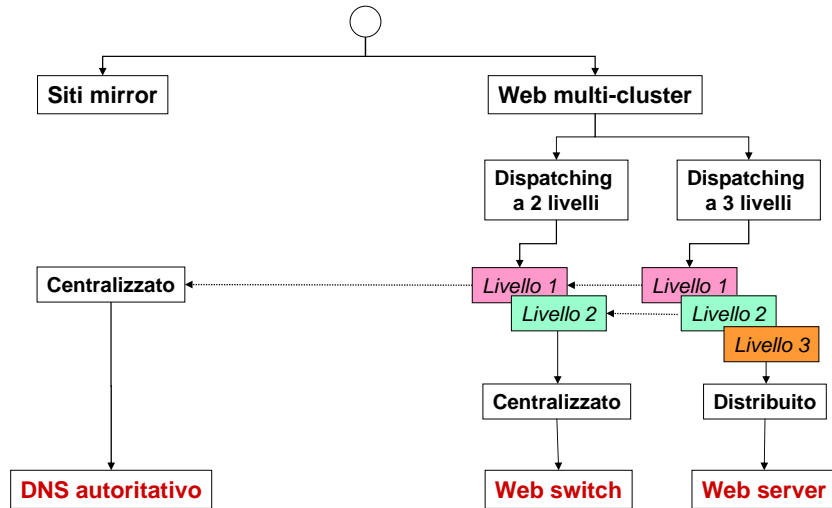 Siti mirror
Web multi-cluster
Dispatching
a 2 livelli
Dispatching
a 3 livelli
Centralizzato
Livello 1
Livello 1
Livello 2
Livello 2
Livello 3
Centralizzato
Distribuito
DNS autoritativo
Web switch
Web server